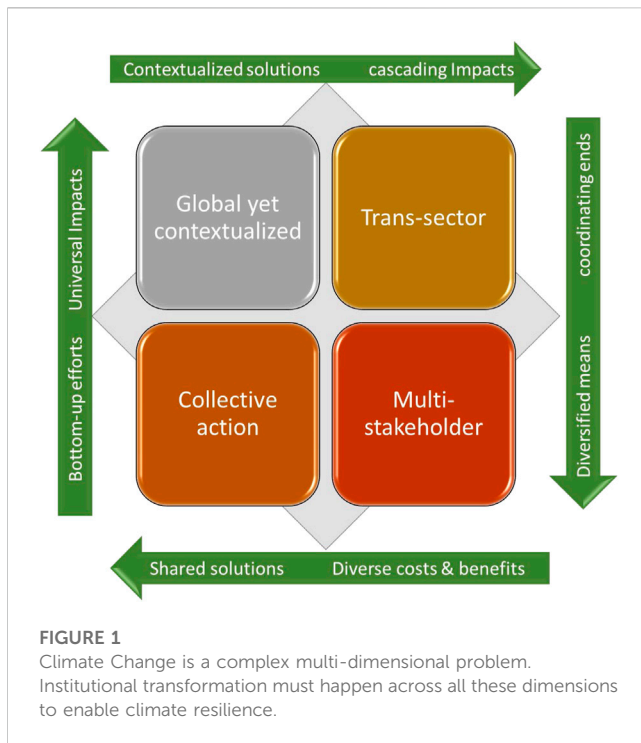 Contextualized solutions cascading Impacts
Universal Impacts
Bottom-up efforts
Global yet
contextualized
Trans-sector
coordinating ends
Diversified means
Collective
action
Multi-
stakeholder
Shared solutions Diverse costs & benefits
FIGURE 1
Climate Change is a complex multi-dimensional problem.
Institutional transformation must happen across all these dimensions
to enable climate resilience.